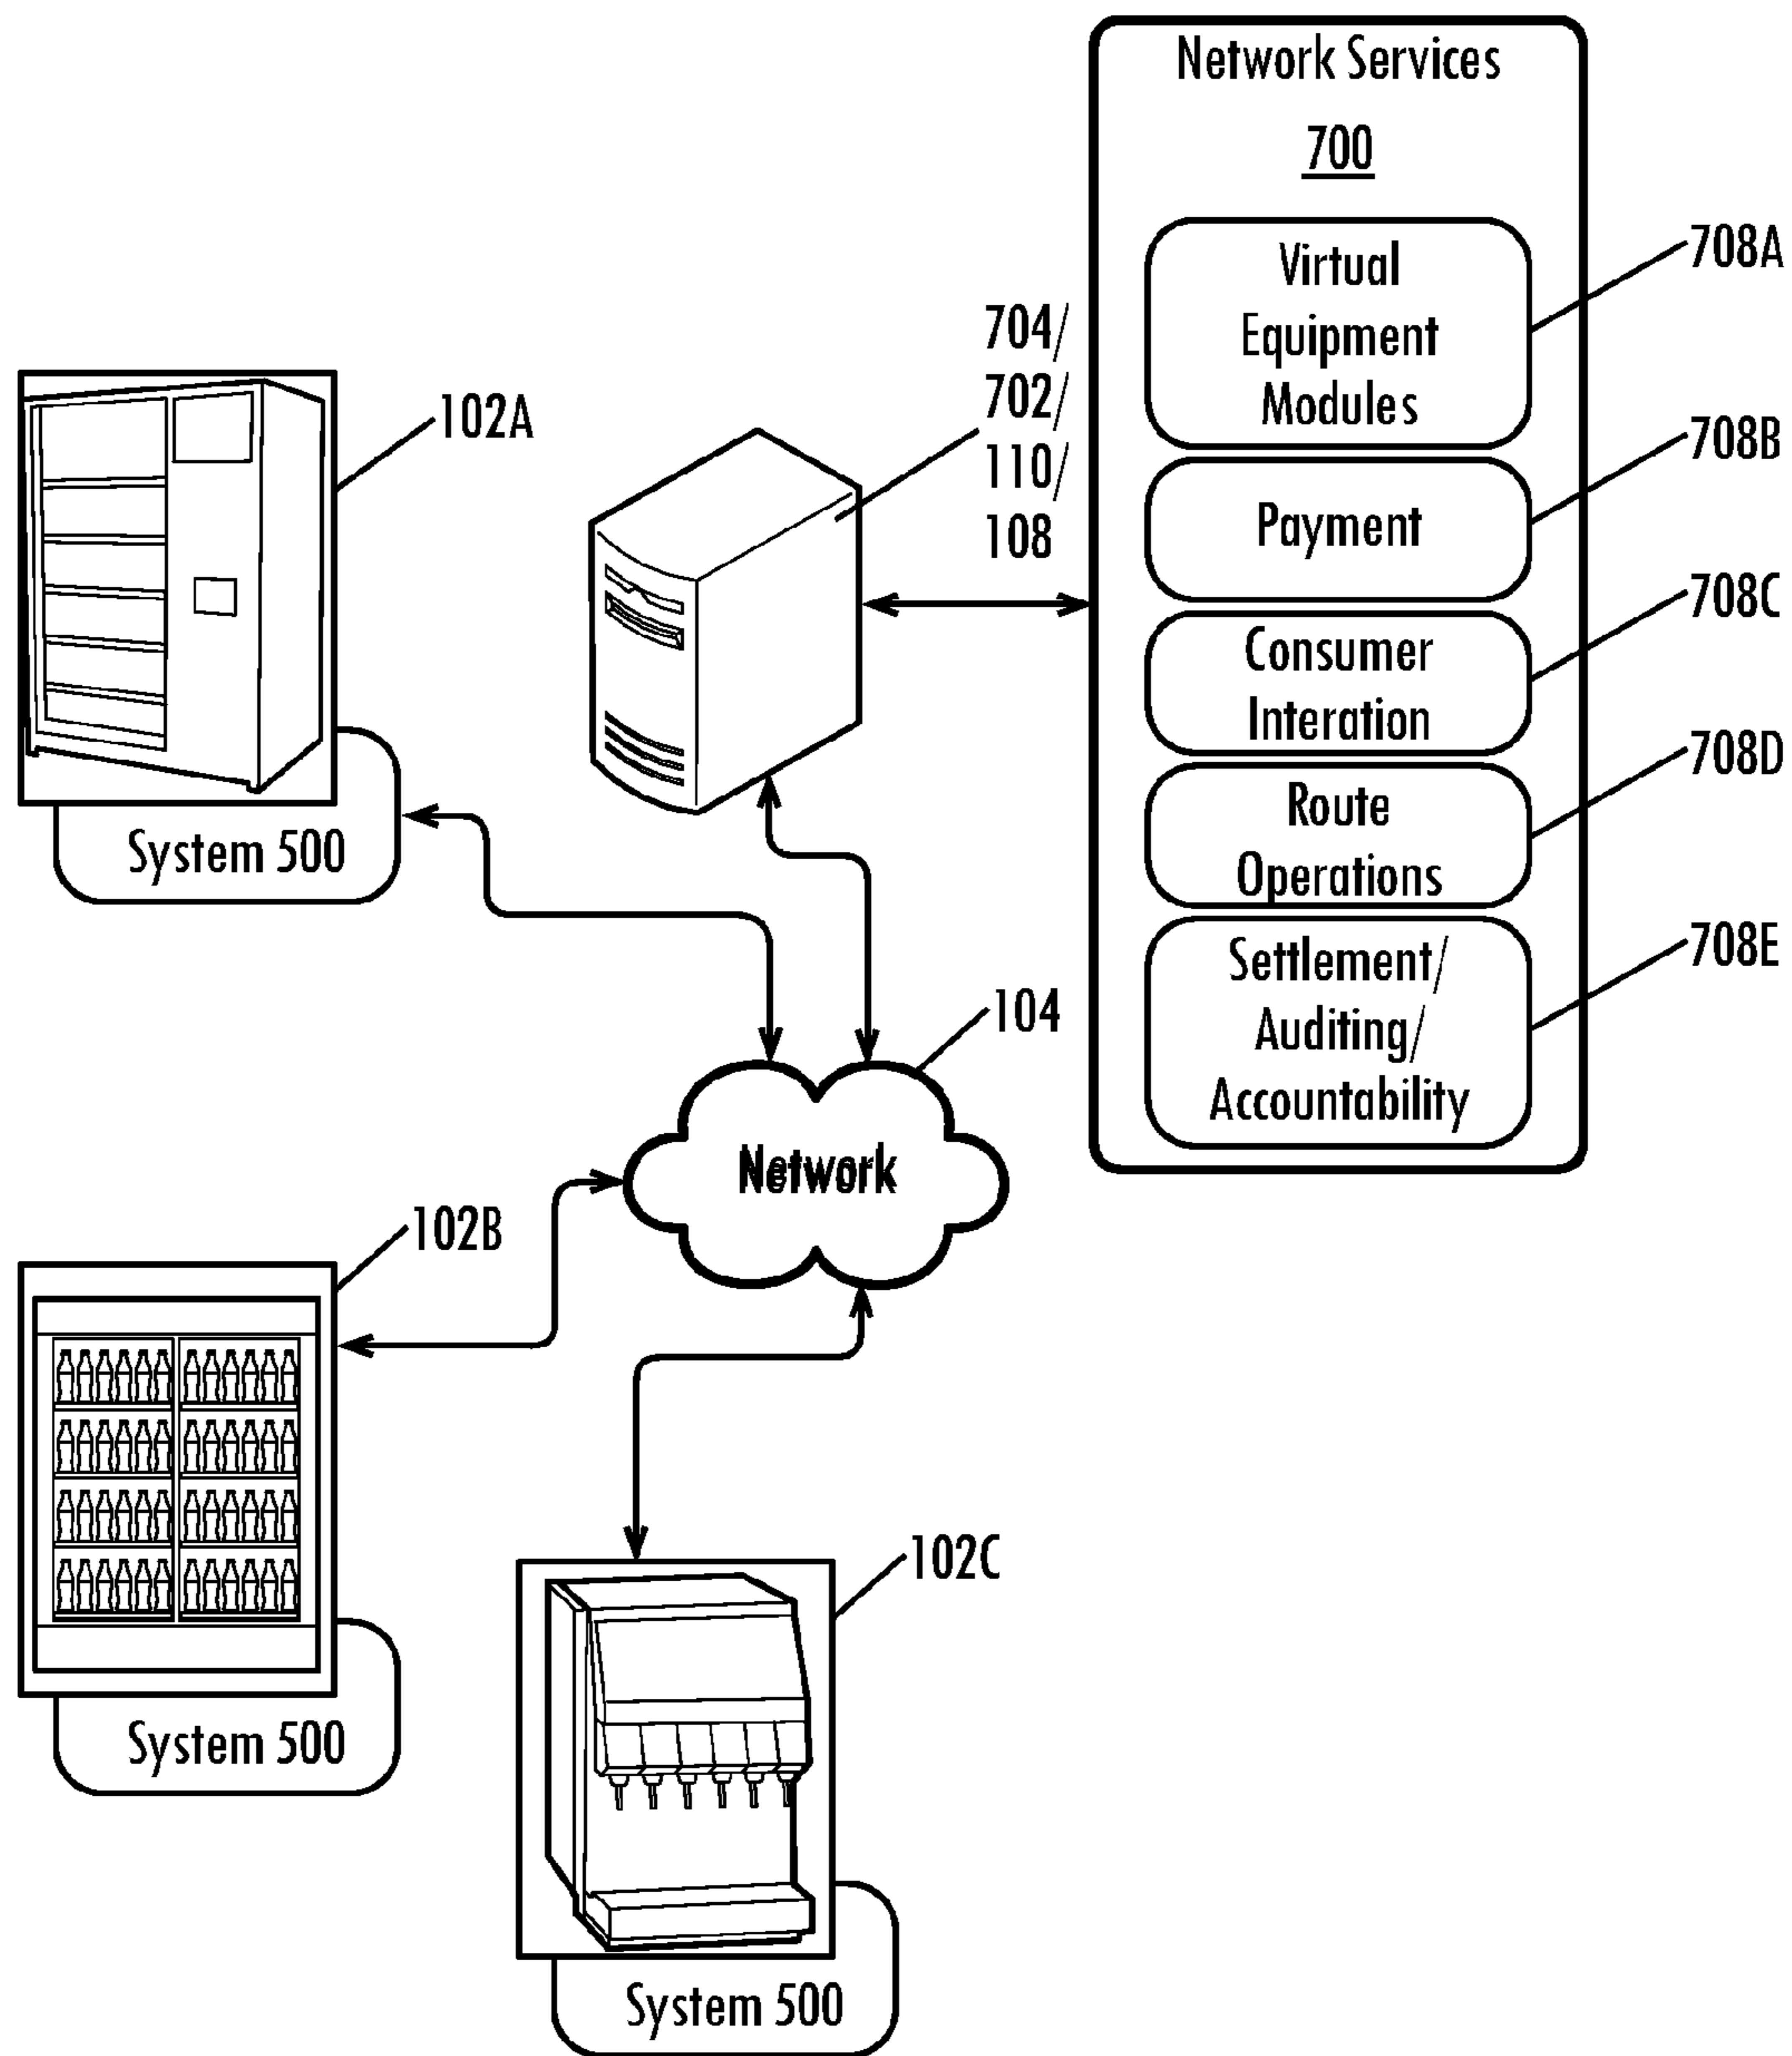 Network Services
700
Virtual
Equipment
Modules
708A
Payment
708B
Consumer
Interation
708C
Route
Operations
708D
Settlement/
Auditing/
Accountability
708E
704/
702/
110/
108
102A
System 500
104
Network
102B
System 500
102C
System 500